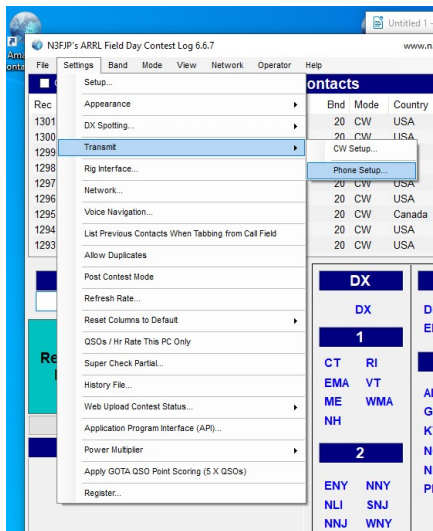 Untitled 1 -
Ama
onta
N3FJP's ARRL Field Day Contest Log 6.6.7
www.n
File Settings Band Mode View Network Operator Help
ontacts
Rec
Bnd Mode Country
1301 20 CW USA
1300 20 CW USA
1299
1298
1297 20 CW USA
1296 20 CW USA
1295 20 CW Canada
1294 20 CW USA
1293 20 CW USA
Setup...
Appearance
DX Spotting...
Transmit
CW Setup...
Phone Setup...
Rig Interface...
Network...
Voice Navigation...
List Previous Contacts When Tabbing from Call Field
Allow Duplicates
Post Contest Mode
Refresh Rate...
Reset Columns to Default
QSOs / Hr Rate This PC Only
Super Check Partial...
History File...
Web Upload Contest Status...
Application Program Interface (API)...
Power Multiplier
Apply GOTA QSO Point Scoring (5 X QSOs)
Register...
Re
DX
DX
1
CT RI
EMA VT
ME WMA
NH
2
ENY NNY
NLI SNJ
NNJ WNY
D
E
A
G
K
N
N
P